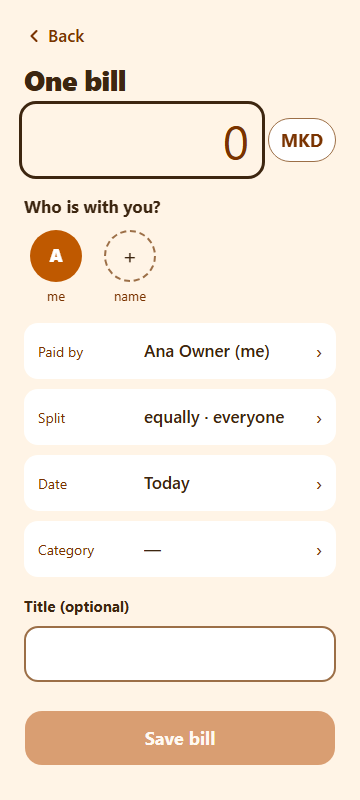 Back
One bill
0
MKD
Who is with you?
A
+
me
name
Paid by
Ana Owner (me)
›
Split
equally · everyone
›
Date
Today
›
Category
—
›
Title (optional)
Save bill